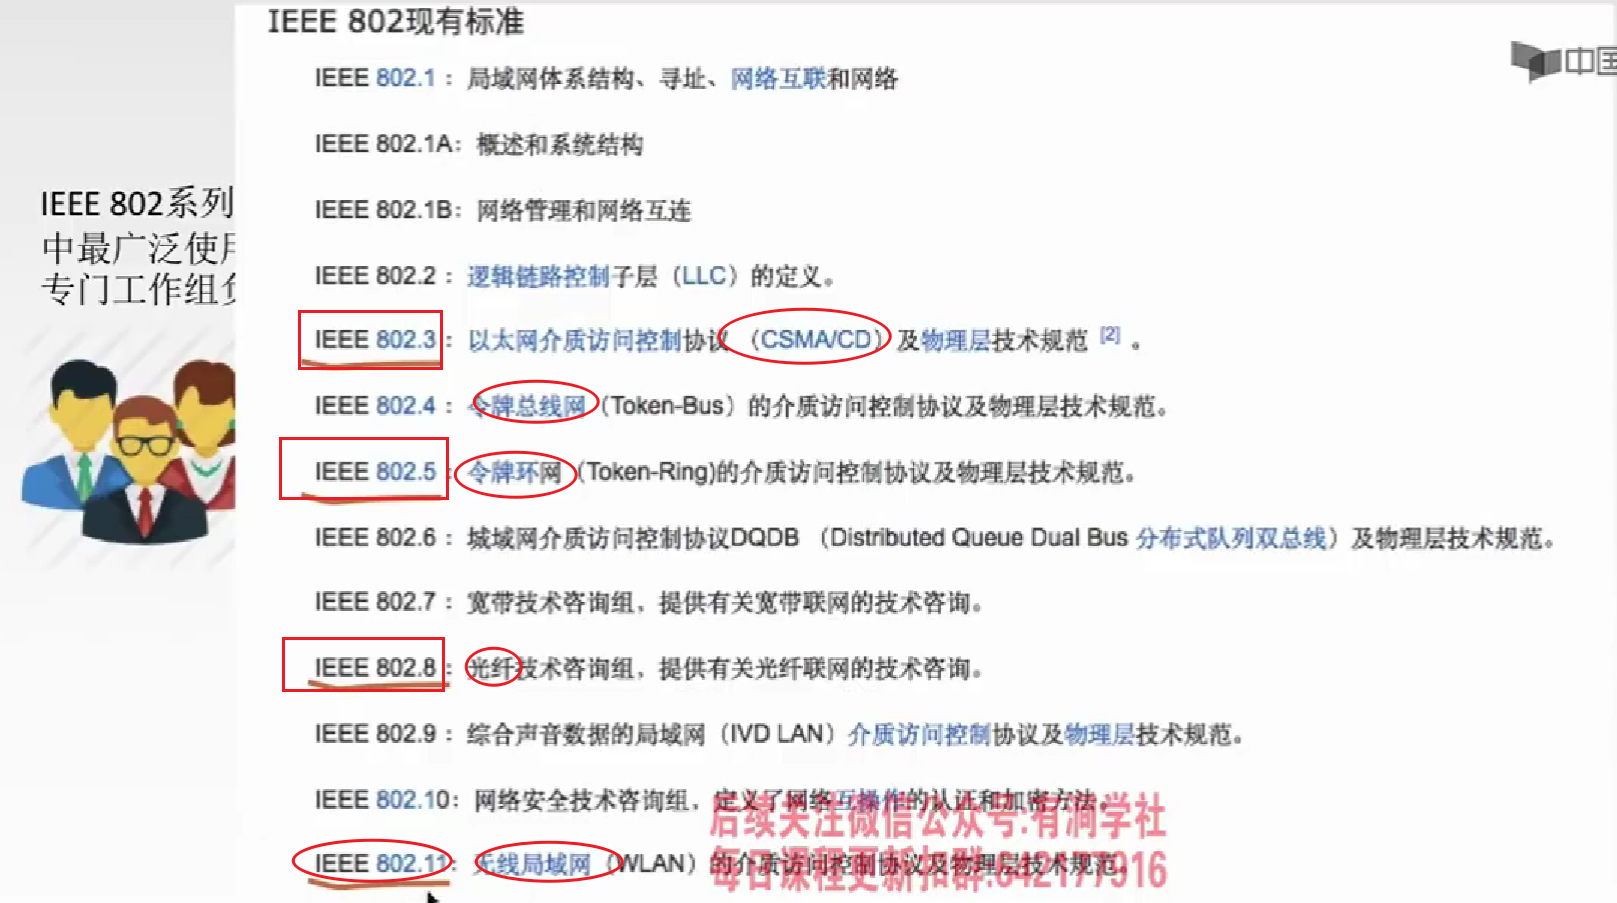 IEEE 802现有标准
中国
IEEE 802.1：局域网体系结构、寻址、网络互联和网络
IEEE 802.1A：概述和系统结构
IEEE 802系列
中最广泛使用
专门工作组负
IEEE 802.1B：网络管理和网络互连
IEEE 802.2：逻辑链路控制子层（LLC）的定义。
IEEE 802.3：以太网介质访问控制协议 （CSMA/CD）及物理层技术规范 [2] 。
IEEE 802.4：令牌总线网（Token-Bus）的介质访问控制协议及物理层技术规范。
IEEE 802.5：令牌环网（Token-Ring)的介质访问控制协议及物理层技术规范。
IEEE 802.6：城域网介质访问控制协议DQDB （Distributed Queue Dual Bus 分布式队列双总线）及物理层技术规范。
IEEE 802.7：宽带技术咨询组，提供有关宽带联网的技术咨询。
IEEE 802.8：光纤技术咨询组，提供有关光纤联网的技术咨询。
IEEE 802.9：综合声音数据的局域网（IVD LAN）介质访问控制协议及物理层技术规范。
IEEE 802.10：网络安全技术咨询组，定义了网络互操作的认证和加密方法。
后续关注微信公众号:有涧学社
IEEE 802.11：无线局域网（WLAN）的介质访问控制协议及物理层技术规范。
每日课程更新扣群:642177916